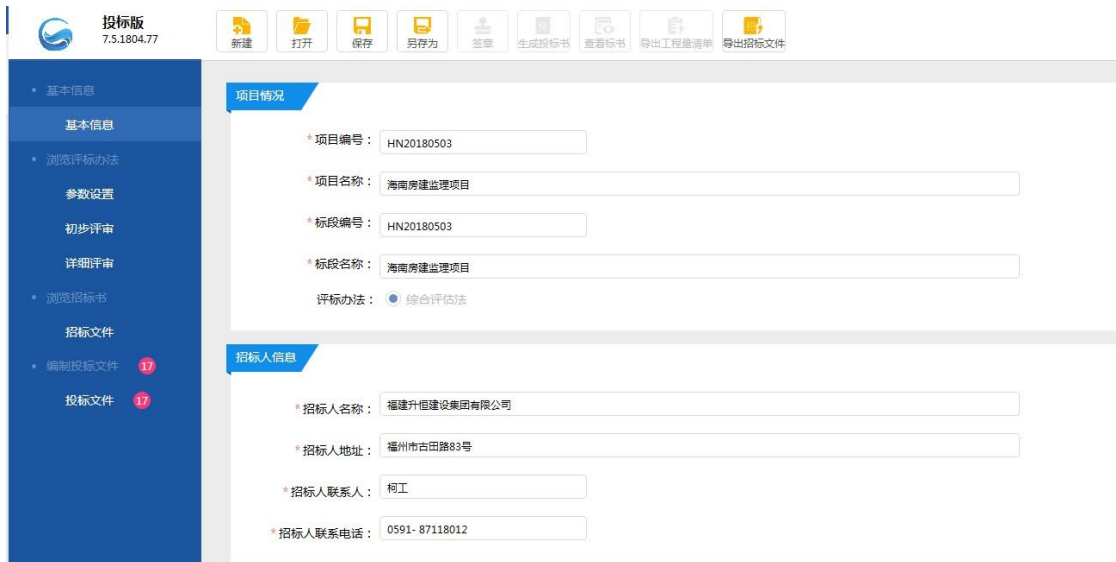 投标版
7.5.1804.77
新建 打开 保存 另存为 签章 生成投标书 查看标书 导出工程量清单 导出招标文件
基本信息
基本信息
浏览评标办法
参数设置
初步评审
详细评审
浏览招标书
招标文件
编制投标文件 17
投标文件 17
项目情况
*项目编号： HN20180503
*项目名称： 海南房建监理项目
*标段编号： HN20180503
*标段名称： 海南房建监理项目
评标办法： 综合评估法
招标人信息
*招标人名称： 福建升恒建设集团有限公司
*招标人地址： 福州市古田路83号
*招标人联系人： 柯工
*招标人联系电话： 0591- 87118012